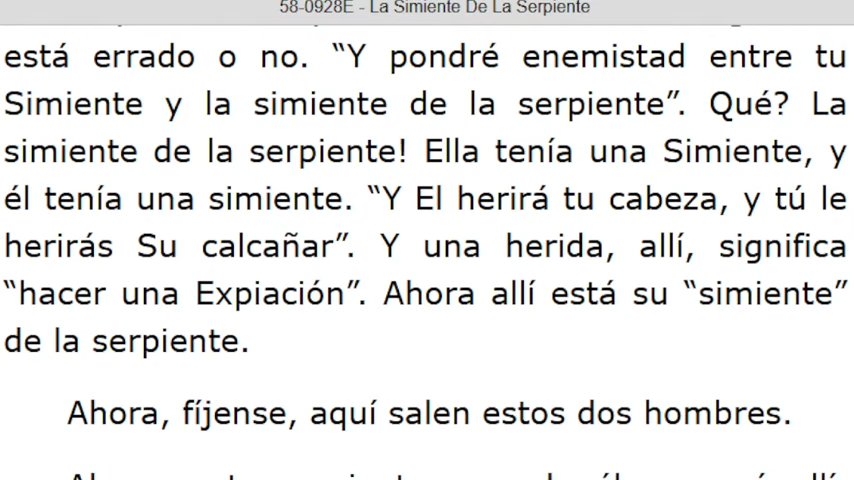 58-0928E - La Simiente De La Serpiente
está errado o no. “Y pondré enemistad entre tu
Simiente y la simiente de la serpiente”. Qué? La
simiente de la serpiente! Ella tenía una Simiente, y
él tenía una simiente. “Y El herirá tu cabeza, y tú le
herirás Su calcañar”. Y una herida, allí, significa
“hacer una Expiación”. Ahora allí está su “simiente”
de la serpiente.
Ahora, fíjense, aquí salen estos dos hombres.